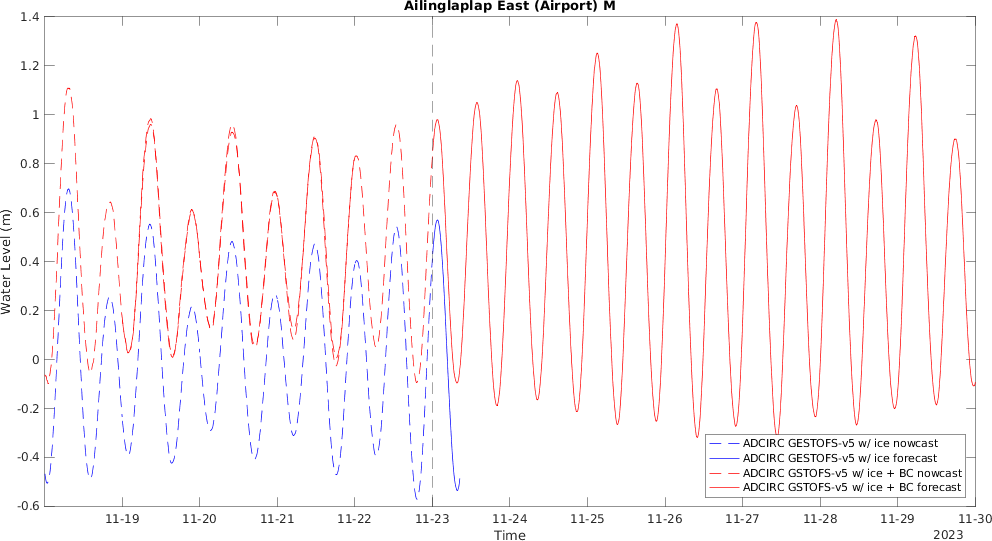 Ailinglaplap East (Airport) M
1.4
1.2
1
0.8
0.6
0.4
0.2
0
-0.2
-0.4
-0.6
Water Level (m)
ADCIRC GESTOFS-v5 w/ ice nowcast
ADCIRC GESTOFS-v5 w/ ice forecast
ADCIRC GSTOFS-v5 w/ ice + BC nowcast
ADCIRC GSTOFS-v5 w/ ice + BC forecast
11-19 11-20 11-21 11-22 11-23 11-24 11-25 11-26 11-27 11-28 11-29 11-30
Time
2023